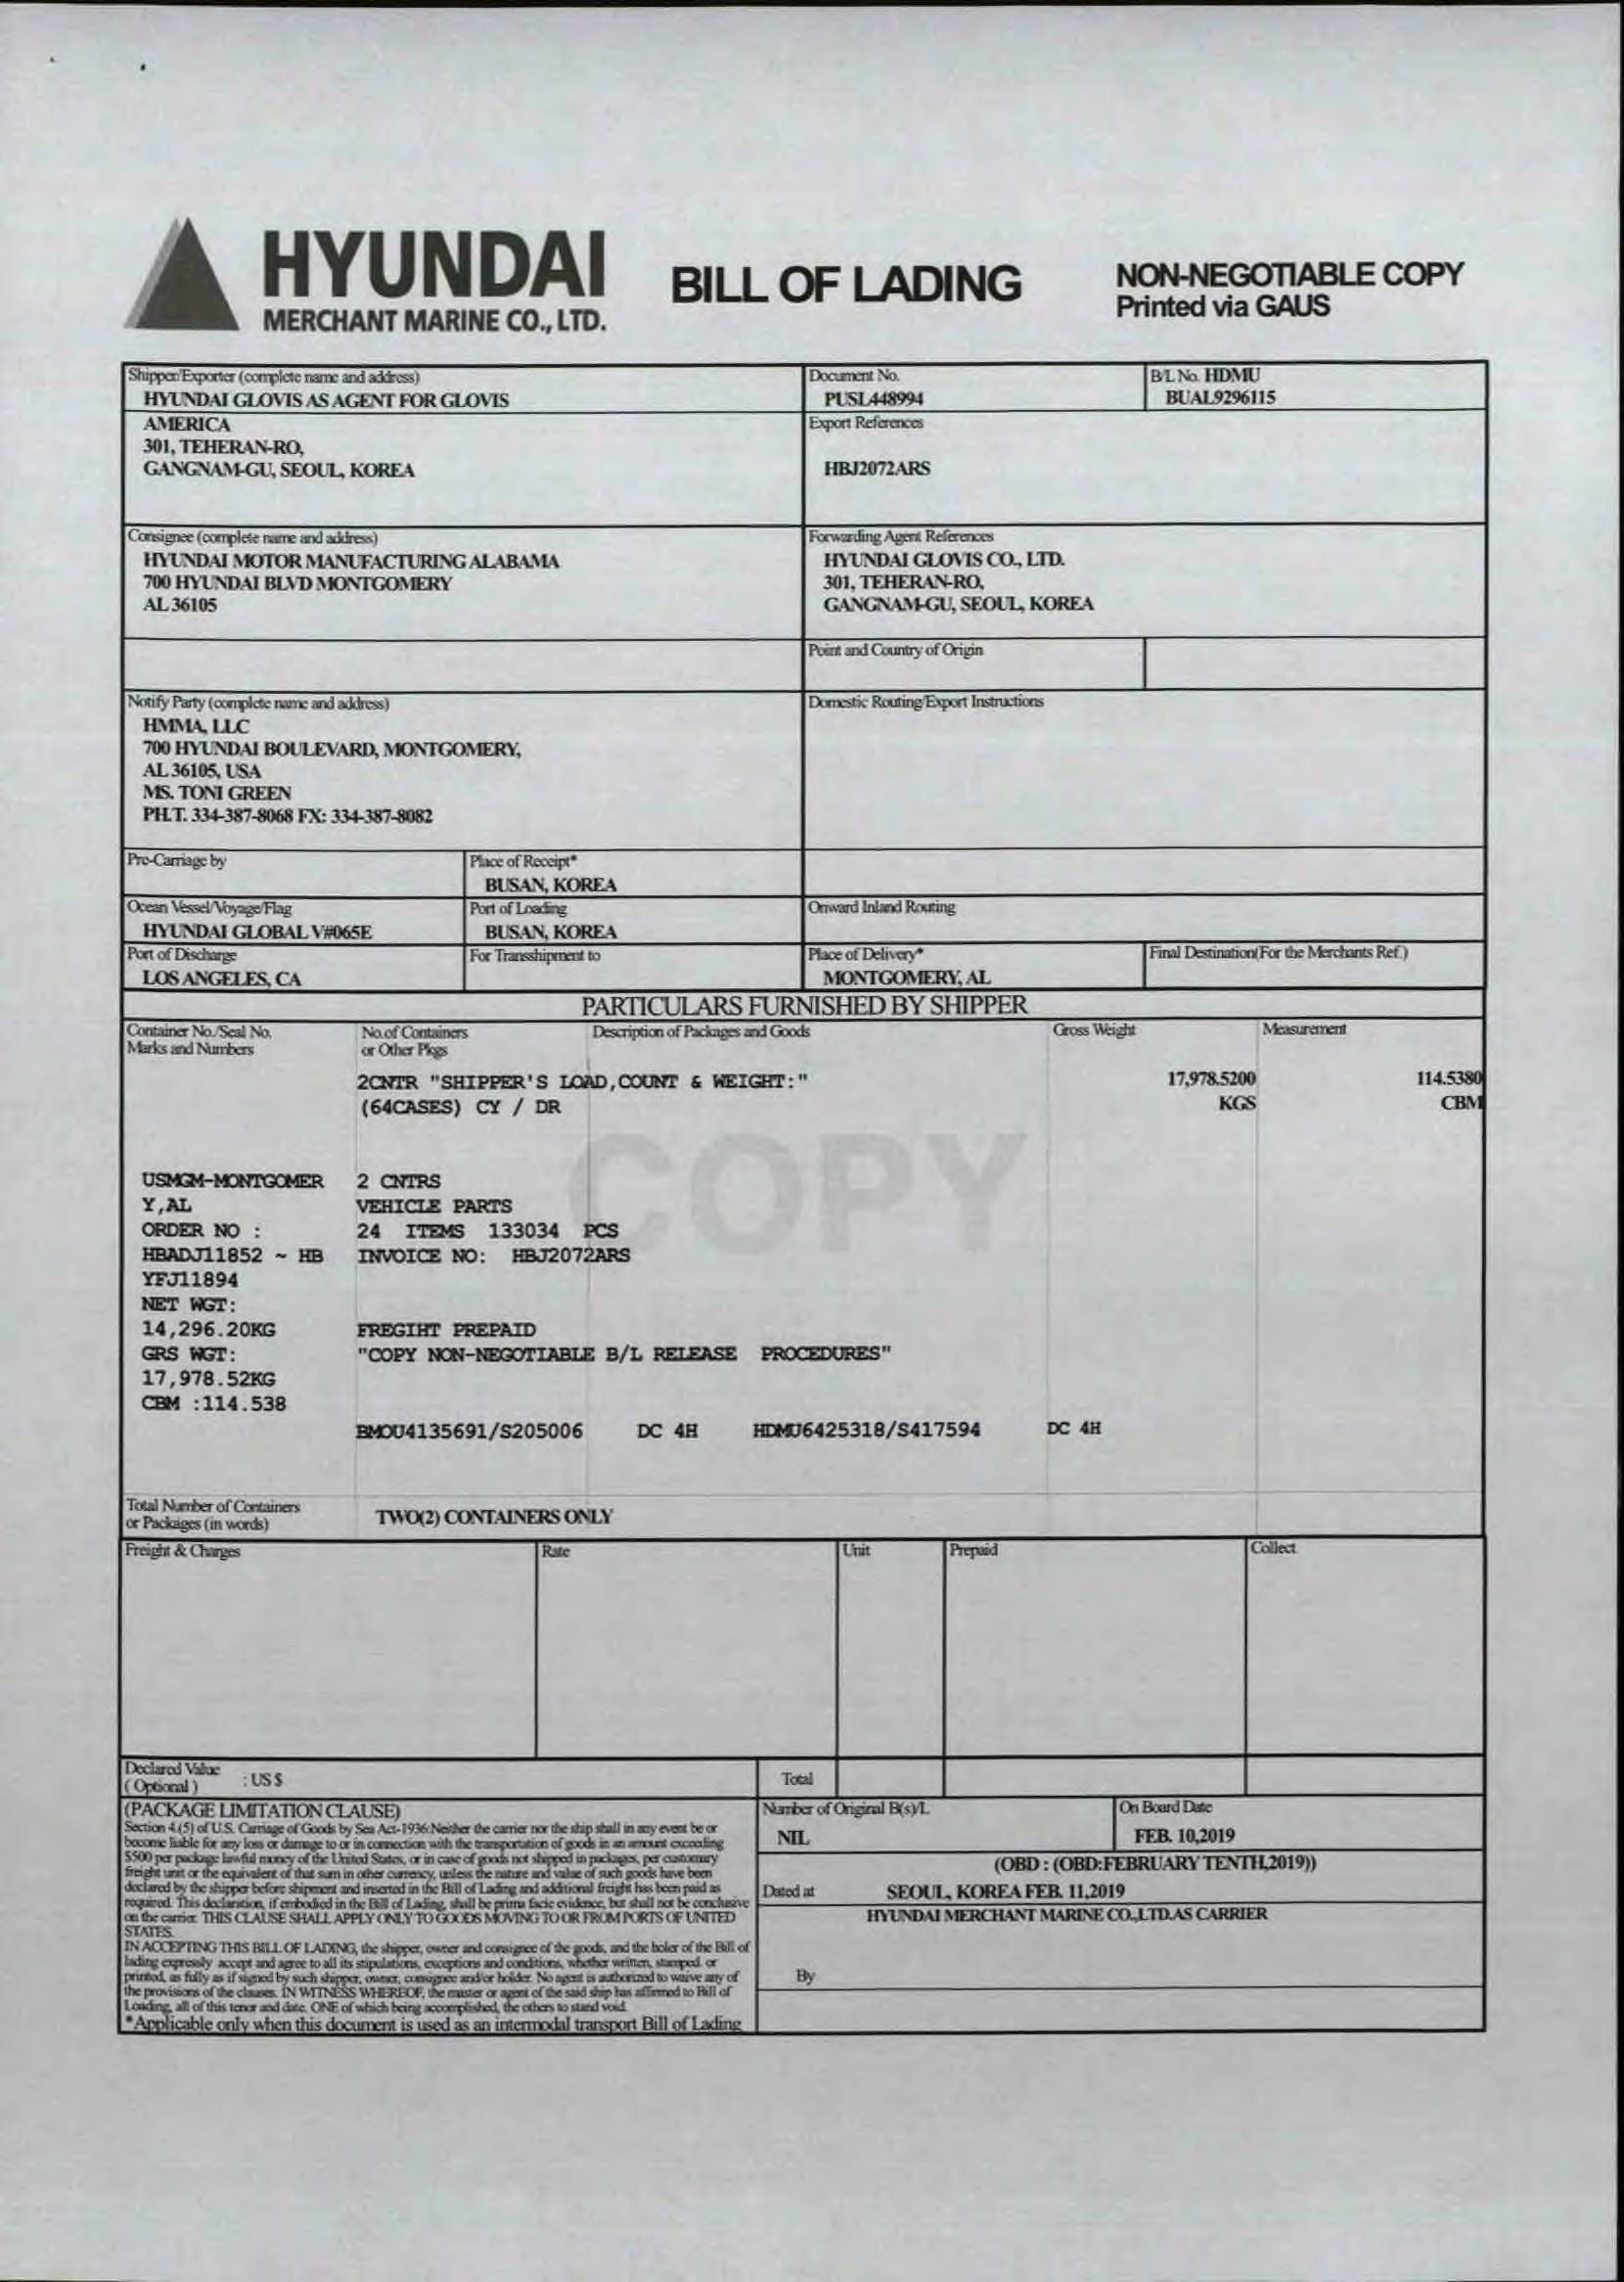 HYUNDAI
MERCHANT MARINE CO., LTD.
BILL OF LADING
NON-NEGOTIABLE COPY
Printed via GAUS
Shipper/Exporter (complete name and address)
HYUNDAI GLOVIS AS AGENT FOR GLOVIS
AMERICA
301, TEHERAN-RO,
GANGNAM-GU, SEOUL, KOREA
Document No.
PUSL448994
B/L No. HDMU
BUAL9296115
Export References
HBJ2072ARS
Consignee (complete name and address)
HYUNDAI MOTOR MANUFACTURING ALABAMA
700 HYUNDAI BLVD MONTGOMERY
AL 36105
Forwarding Agent References
HYUNDAI GLOVIS CO., LTD.
301, TEHERAN-RO,
GANGNAM-GU, SEOUL, KOREA
Point and Country of Origin
Notify Party (complete name and address)
HMMA, LLC
700 HYUNDAI BOULEVARD, MONTGOMERY,
AL 36105, USA
MS. TONI GREEN
PH.T. 334-387-8068 FX: 334-387-8082
Domestic Routing/Export Instructions
Pre-Carriage by
Place of Receipt*
BUSAN, KOREA
Ocean Vessel/Voyage/Flag
HYUNDAI GLOBAL V#065E
Port of Loading
BUSAN, KOREA
Onward Inland Routing
Port of Discharge
LOS ANGELES, CA
For Transshipment to
Place of Delivery*
MONTGOMERY, AL
Final Destination(For the Merchants Ref.)
PARTICULARS FURNISHED BY SHIPPER
Container No./Seal No.
Marks and Numbers
No.of Containers
or Other Pkgs
Description of Packages and Goods
Gross Weight
Measurement
2CNTR "SHIPPER'S LOAD,COUNT & WEIGHT:"
(64CASES) CY / DR
17,978.5200
KGS
114.5380
CBM
COPY
USMGM-MONTGOMER
Y,AL
ORDER NO :
HBADJ11852 ~ HB
YFJ11894
NET WGT:
14,296.20KG
GRS WGT:
17,978.52KG
CBM :114.538
2 CNTRS
VEHICLE PARTS
24 ITEMS 133034 PCS
INVOICE NO: HBJ2072ARS
FREGIHT PREPAID
"COPY NON-NEGOTIABLE B/L RELEASE PROCEDURES"
BMOU4135691/S205006 DC 4H HDMU6425318/S417594 DC 4H
Total Number of Containers
or Packages (in words)
TWO(2) CONTAINERS ONLY
Freight & Charges
Rate
Unit
Prepaid
Collect
Declared Value
( Optional )
: US $
Total
(PACKAGE LIMITATION CLAUSE)
Section 4.(5) of U.S. Carriage of Goods by Sea Act-1936:Neither the carrier nor the ship shall in any event be or
become liable for any loss or damage to or in connection with the transportation of goods in an amount exceeding
$500 per package lawful money of the United States, or in case of goods not shipped in packages, per customary
freight unit or the equivalent of that sum in other currency, unless the nature and value of such goods have been
declared by the shipper before shipment and inserted in the Bill of Lading and additional freight has been paid as
required. This declaration, if embodied in the Bill of Lading, shall be prima facie evidence, but shall not be conclusive
on the carrier. THIS CLAUSE SHALL APPLY ONLY TO GOODS MOVING TO OR FROM PORTS OF UNITED
STATES.
IN ACCEPTING THIS BILL OF LADING, the shipper, owner and consignee of the goods, and the holer of the Bill of
lading expressly accept and agree to all its stipulations, exceptions and conditions, whether written, stamped or
printed, as fully as if signed by such shipper, owner, consignee and/or holder. No agent is authorized to waive any of
the provisions of the clauses. IN WITNESS WHEREOF, the master or agent of the said ship has affirmed to Bill of
Loading, all of this tenor and date. ONE of which being accomplished, the others to stand void.
*Applicable only when this document is used as an intermodal transport Bill of Lading
Number of Original B(s)/L
NIL
On Board Date
FEB. 10,2019
(OBD : (OBD:FEBRUARY TENTH,2019))
Dated at
SEOUL, KOREA FEB. 11,2019
HYUNDAI MERCHANT MARINE CO.,LTD.AS CARRIER
By